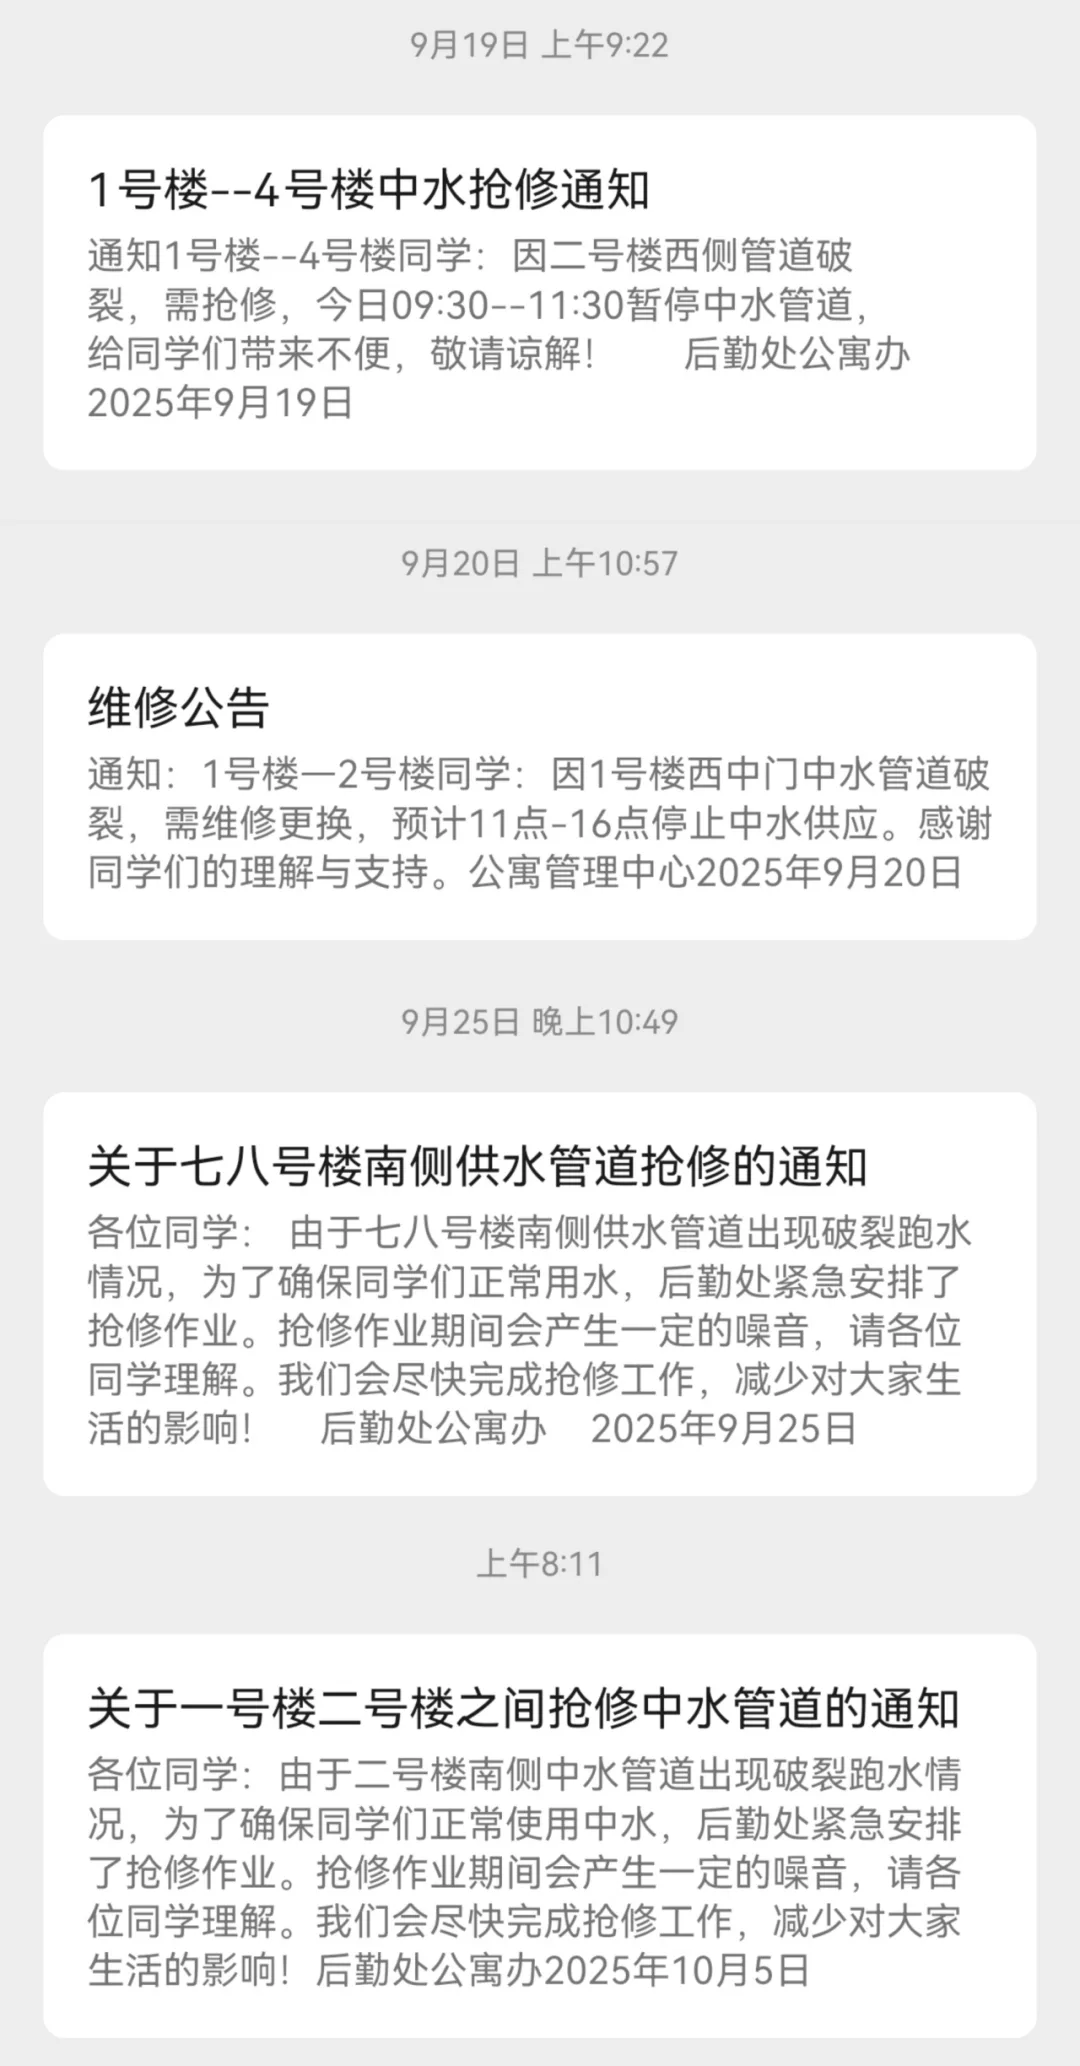 9月19日 上午9:22
1号楼--4号楼中水抢修通知
通知1号楼--4号楼同学：因二号楼西侧管道破
裂，需抢修，今日09:30--11:30暂停中水管道，
给同学们带来不便，敬请谅解！ 后勤处公寓办
2025年9月19日
9月20日 上午10:57
维修公告
通知：1号楼—2号楼同学：因1号楼西中门中水管道破
裂，需维修更换，预计11点-16点停止中水供应。感谢
同学们的理解与支持。公寓管理中心2025年9月20日
9月25日 晚上10:49
关于七八号楼南侧供水管道抢修的通知
各位同学： 由于七八号楼南侧供水管道出现破裂跑水
情况，为了确保同学们正常用水，后勤处紧急安排了
抢修作业。抢修作业期间会产生一定的噪音，请各位
同学理解。我们会尽快完成抢修工作，减少对大家生
活的影响！ 后勤处公寓办 2025年9月25日
上午8:11
关于一号楼二号楼之间抢修中水管道的通知
各位同学：由于二号楼南侧中水管道出现破裂跑水情
况，为了确保同学们正常使用中水，后勤处紧急安排
了抢修作业。抢修作业期间会产生一定的噪音，请各
位同学理解。我们会尽快完成抢修工作，减少对大家
生活的影响！后勤处公寓办2025年10月5日